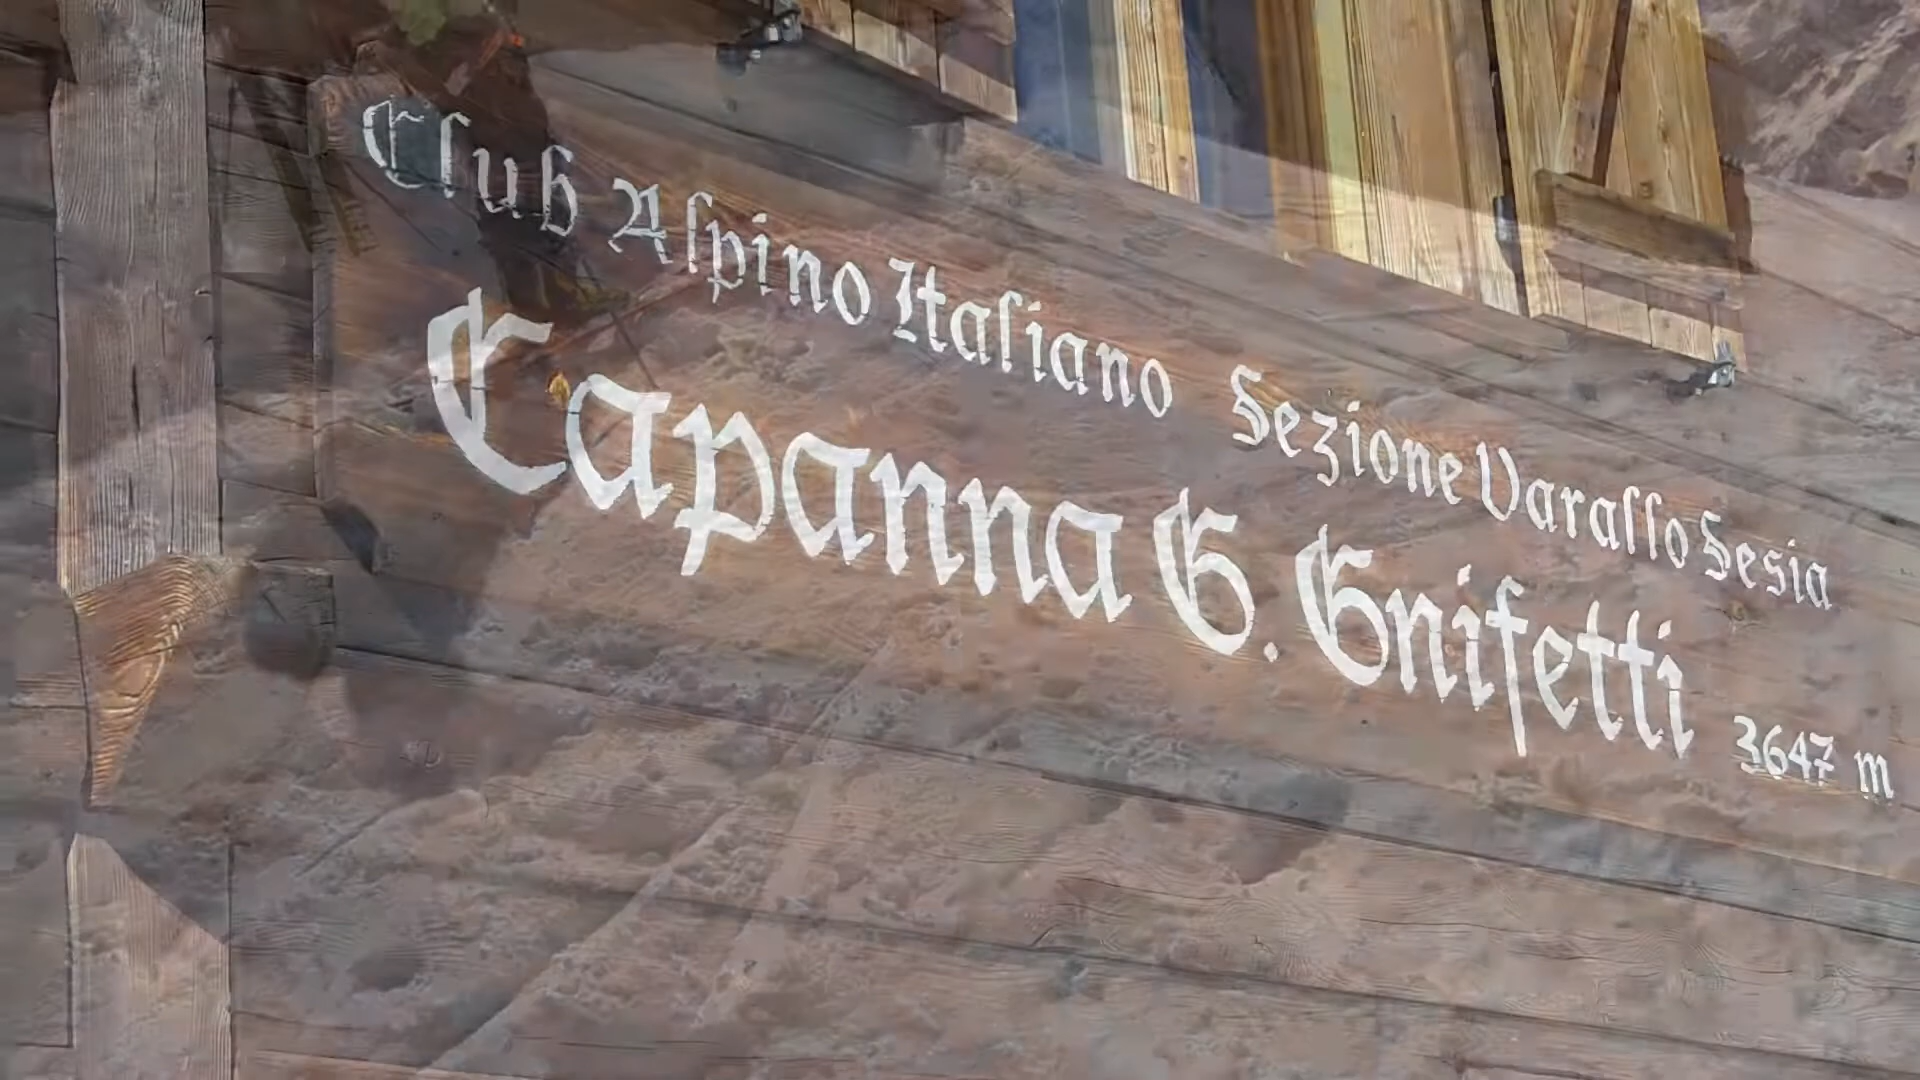 Club Alpino Italiano Sezione Varallo Sesia
Capanna G. Gnifetti 3647 m